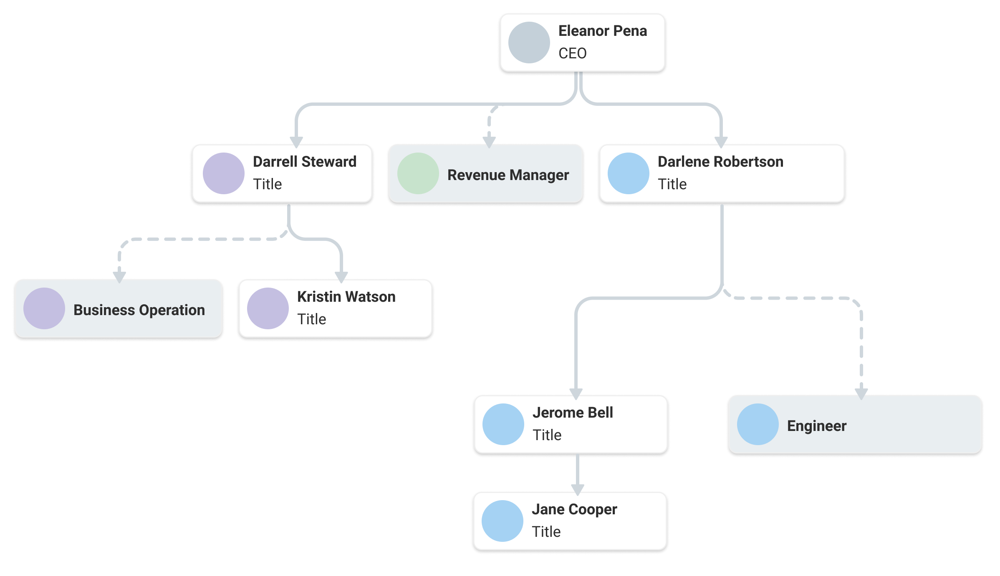 Eleanor Pena
CEO
Darrell Steward
Title
Revenue Manager
Darlene Robertson
Title
Business Operation
Kristin Watson
Title
Jerome Bell
Title
Engineer
Jane Cooper
Title